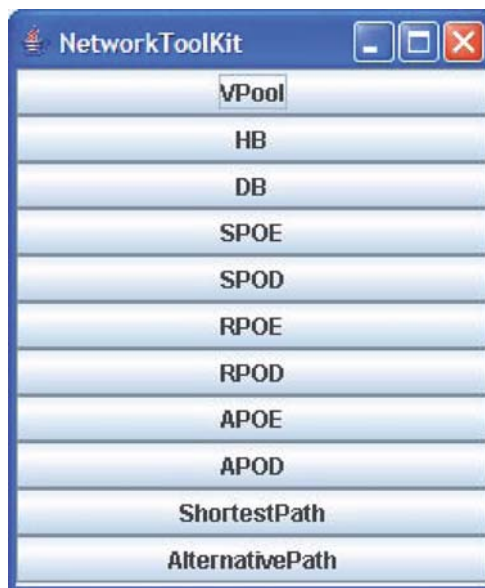 NetworkToolKit
VPool
HB
DB
SPOE
SPOD
RPOE
RPOD
APOE
APOD
ShortestPath
AlternativePath